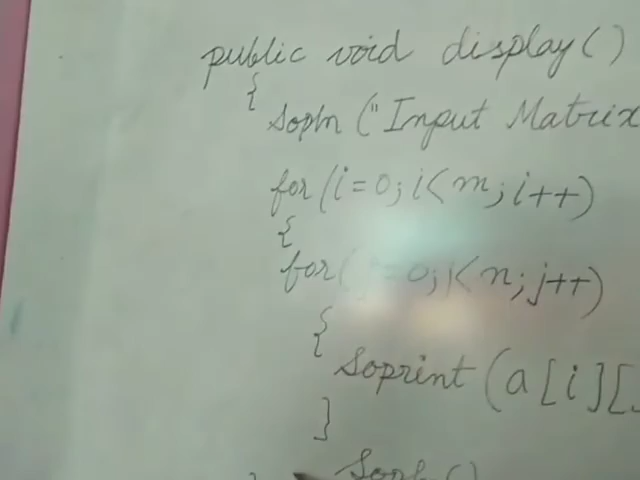 public void display()
{
Sopln ("Input Matrix
for (i=0; i<m; i++)
{
for (j=0; j<n; j++)
{
Soprint (a[i][
}